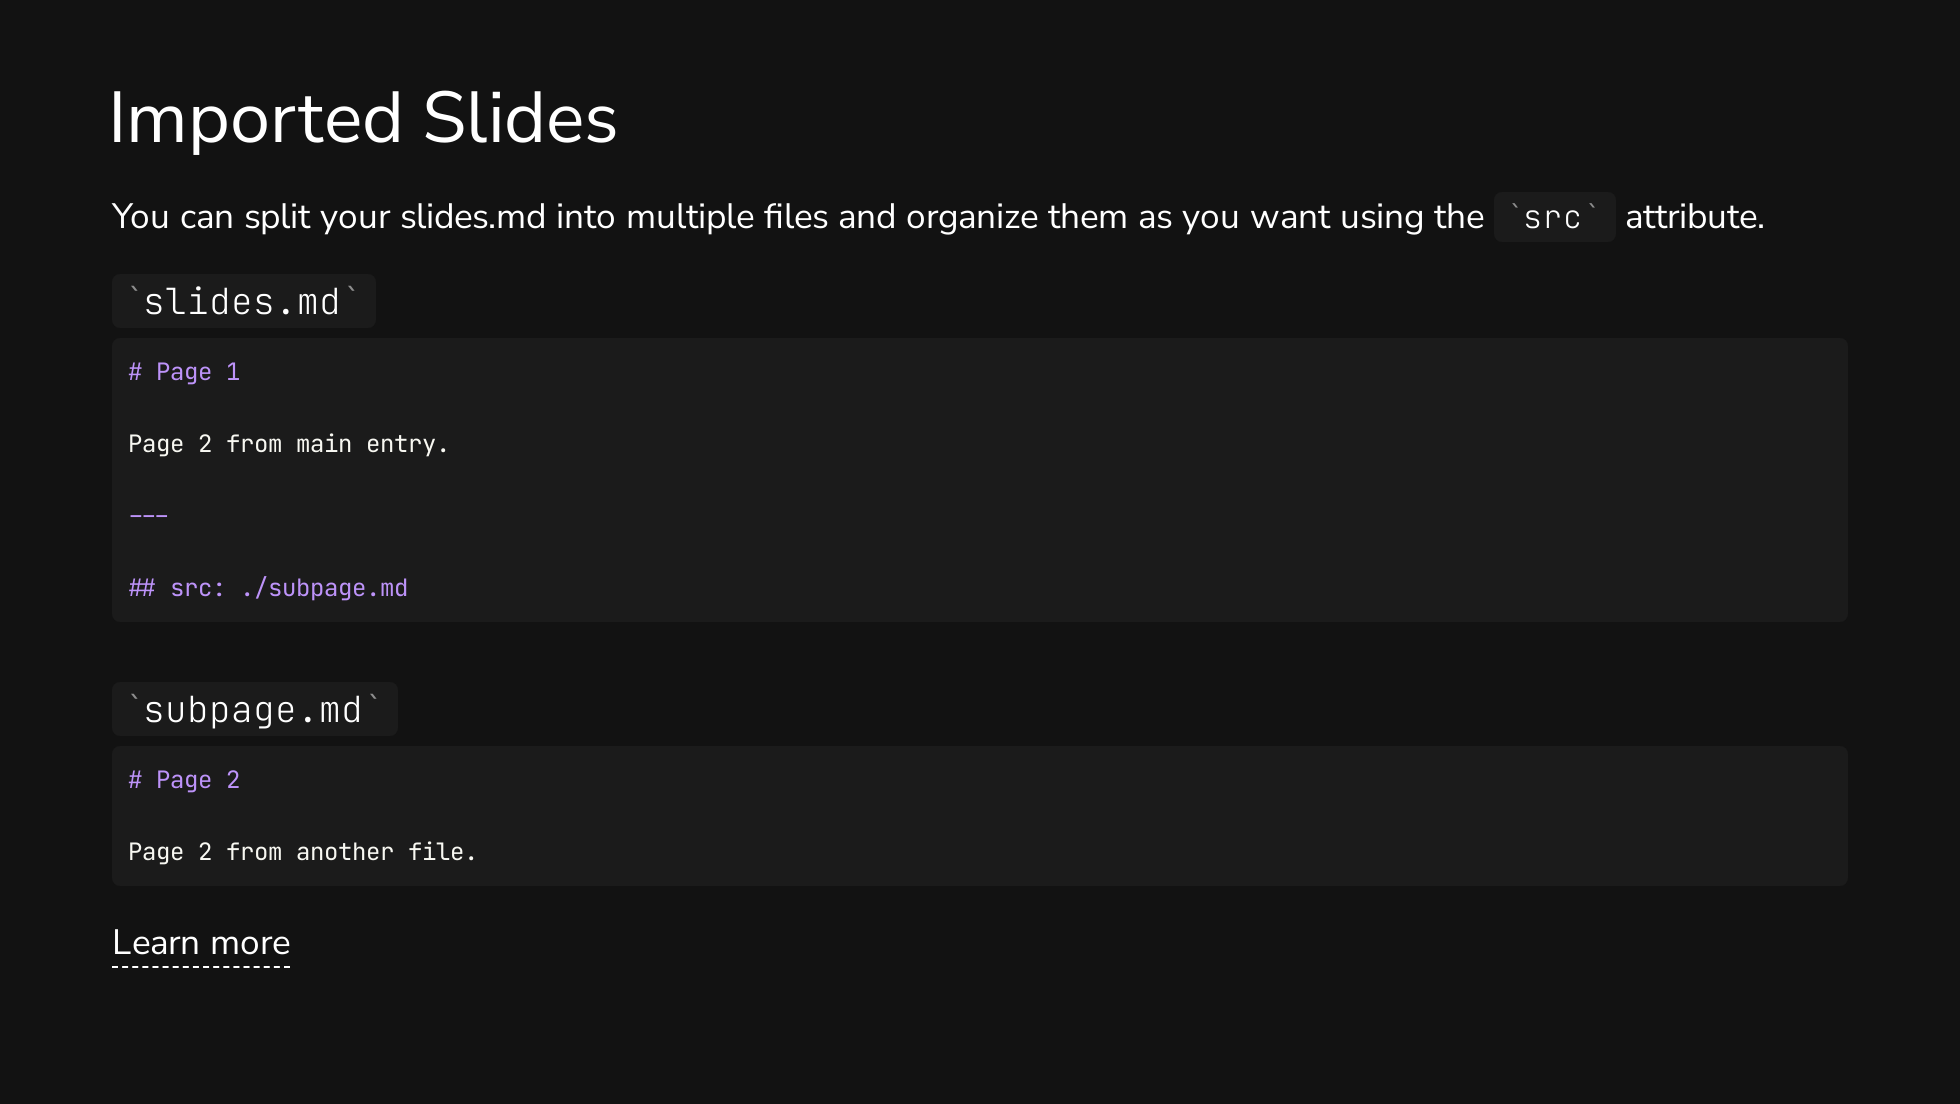 Imported Slides
You can split your slides.md into multiple files and organize them as you want using the `src` attribute.
`slides.md`
# Page 1
Page 2 from main entry.
---
## src: ./subpage.md
`subpage.md`
# Page 2
Page 2 from another file.
Learn more